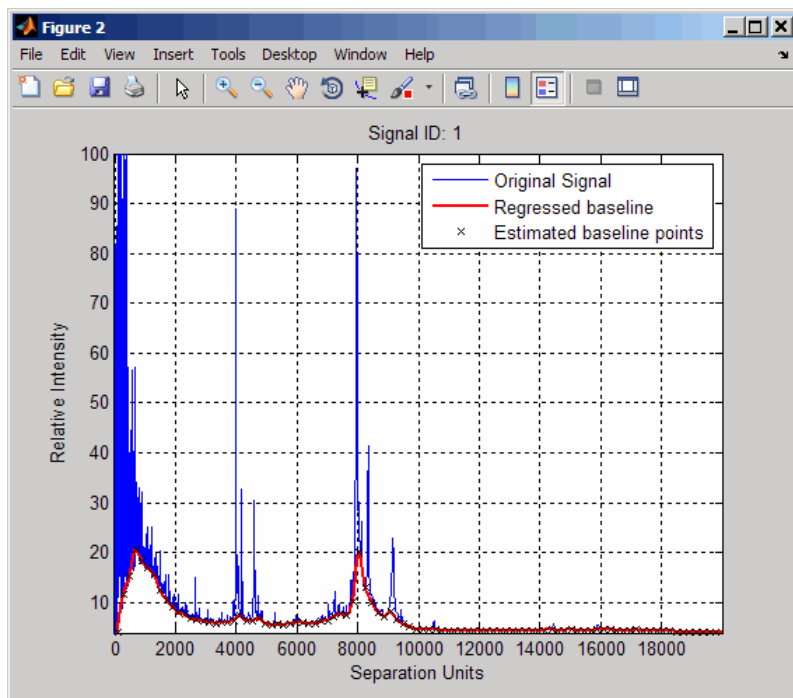 Figure 2
File Edit View Insert Tools Desktop Window Help
Signal ID: 1
Original Signal
Regressed baseline
Estimated baseline points
Relative Intensity
100
90
80
70
60
50
40
30
20
10
0 2000 4000 6000 8000 10000 12000 14000 16000 18000
Separation Units